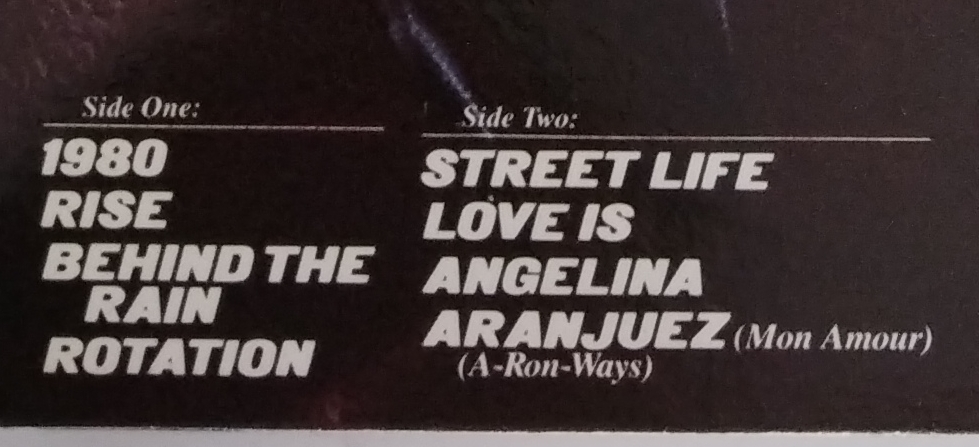 Side One:
1980
RISE
BEHIND THE
RAIN
ROTATION
Side Two:
STREET LIFE
LOVE IS
ANGELINA
ARANJUEZ (Mon Amour)
(A-Ron-Ways)